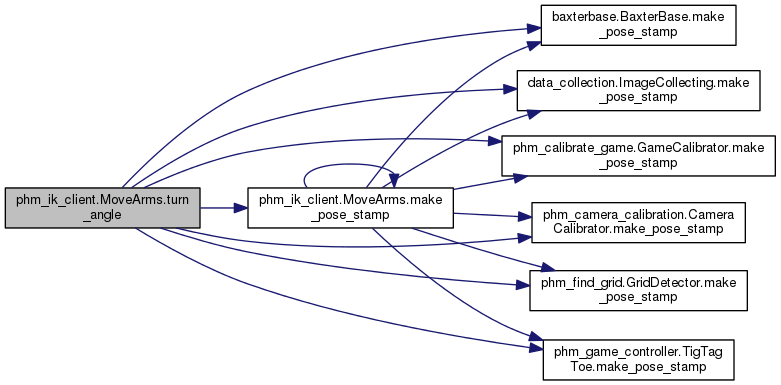 phm_ik_client.MoveArms.turn
_angle
phm_ik_client.MoveArms.make
_pose_stamp
baxterbase.BaxterBase.make
_pose_stamp
data_collection.ImageCollecting.make
_pose_stamp
phm_calibrate_game.GameCalibrator.make
_pose_stamp
phm_camera_calibration.Camera
Calibrator.make_pose_stamp
phm_find_grid.GridDetector.make
_pose_stamp
phm_game_controller.TigTag
Toe.make_pose_stamp